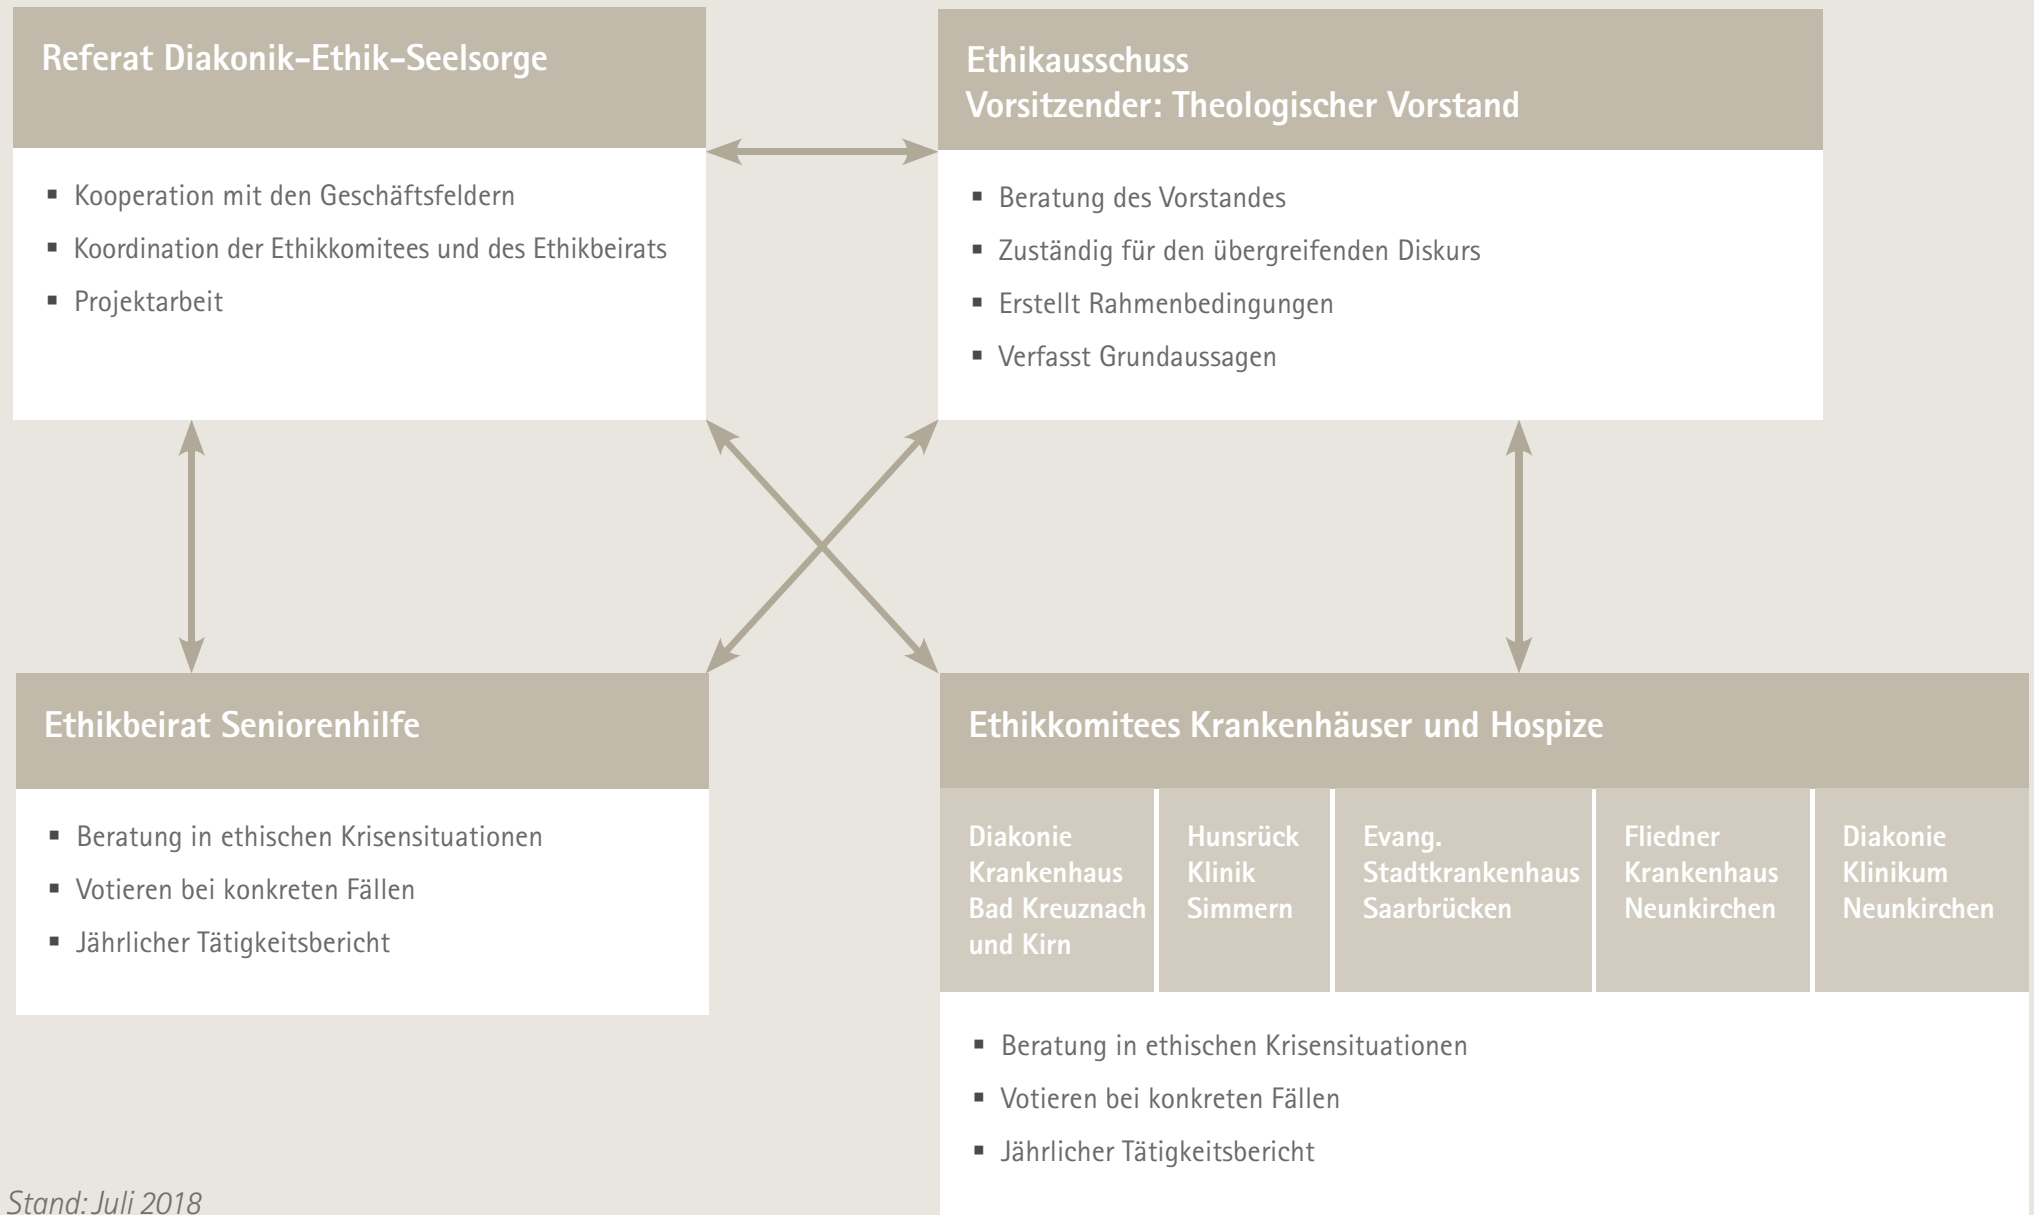 Referat Diakonik-Ethik-Seelsorge
▪ Kooperation mit den Geschäftsfeldern
▪ Koordination der Ethikkomitees und des Ethikbeirats
▪ Projektarbeit
Ethikausschuss
Vorsitzender: Theologischer Vorstand
▪ Beratung des Vorstandes
▪ Zuständig für den übergreifenden Diskurs
▪ Erstellt Rahmenbedingungen
▪ Verfasst Grundaussagen
Ethikbeirat Seniorenhilfe
▪ Beratung in ethischen Krisensituationen
▪ Votieren bei konkreten Fällen
▪ Jährlicher Tätigkeitsbericht
Ethikkomitees Krankenhäuser und Hospize
Diakonie
Krankenhaus
Bad Kreuznach
und Kirn
Hunsrück
Klinik
Simmern
Evang.
Stadtkrankenhaus
Saarbrücken
Fliedner
Krankenhaus
Neunkirchen
Diakonie
Klinikum
Neunkirchen
▪ Beratung in ethischen Krisensituationen
▪ Votieren bei konkreten Fällen
▪ Jährlicher Tätigkeitsbericht
Stand: Juli 2018